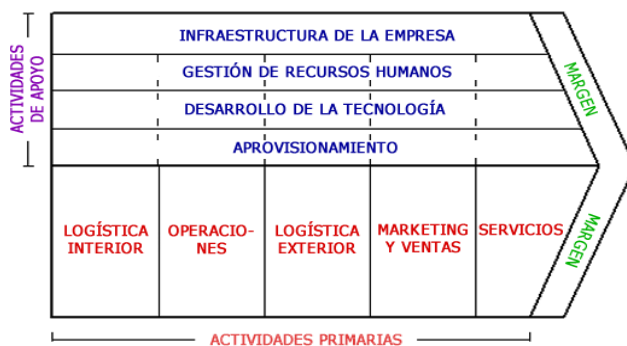 ACTIVIDADES
DE APOYO
INFRAESTRUCTURA DE LA EMPRESA
GESTIÓN DE RECURSOS HUMANOS
DESARROLLO DE LA TECNOLOGÍA
APROVISIONAMIENTO
MARGEN
LOGÍSTICA
INTERIOR
OPERACIO-
NES
LOGÍSTICA
EXTERIOR
MARKETING
Y VENTAS
SERVICIOS
MARGEN
ACTIVIDADES PRIMARIAS